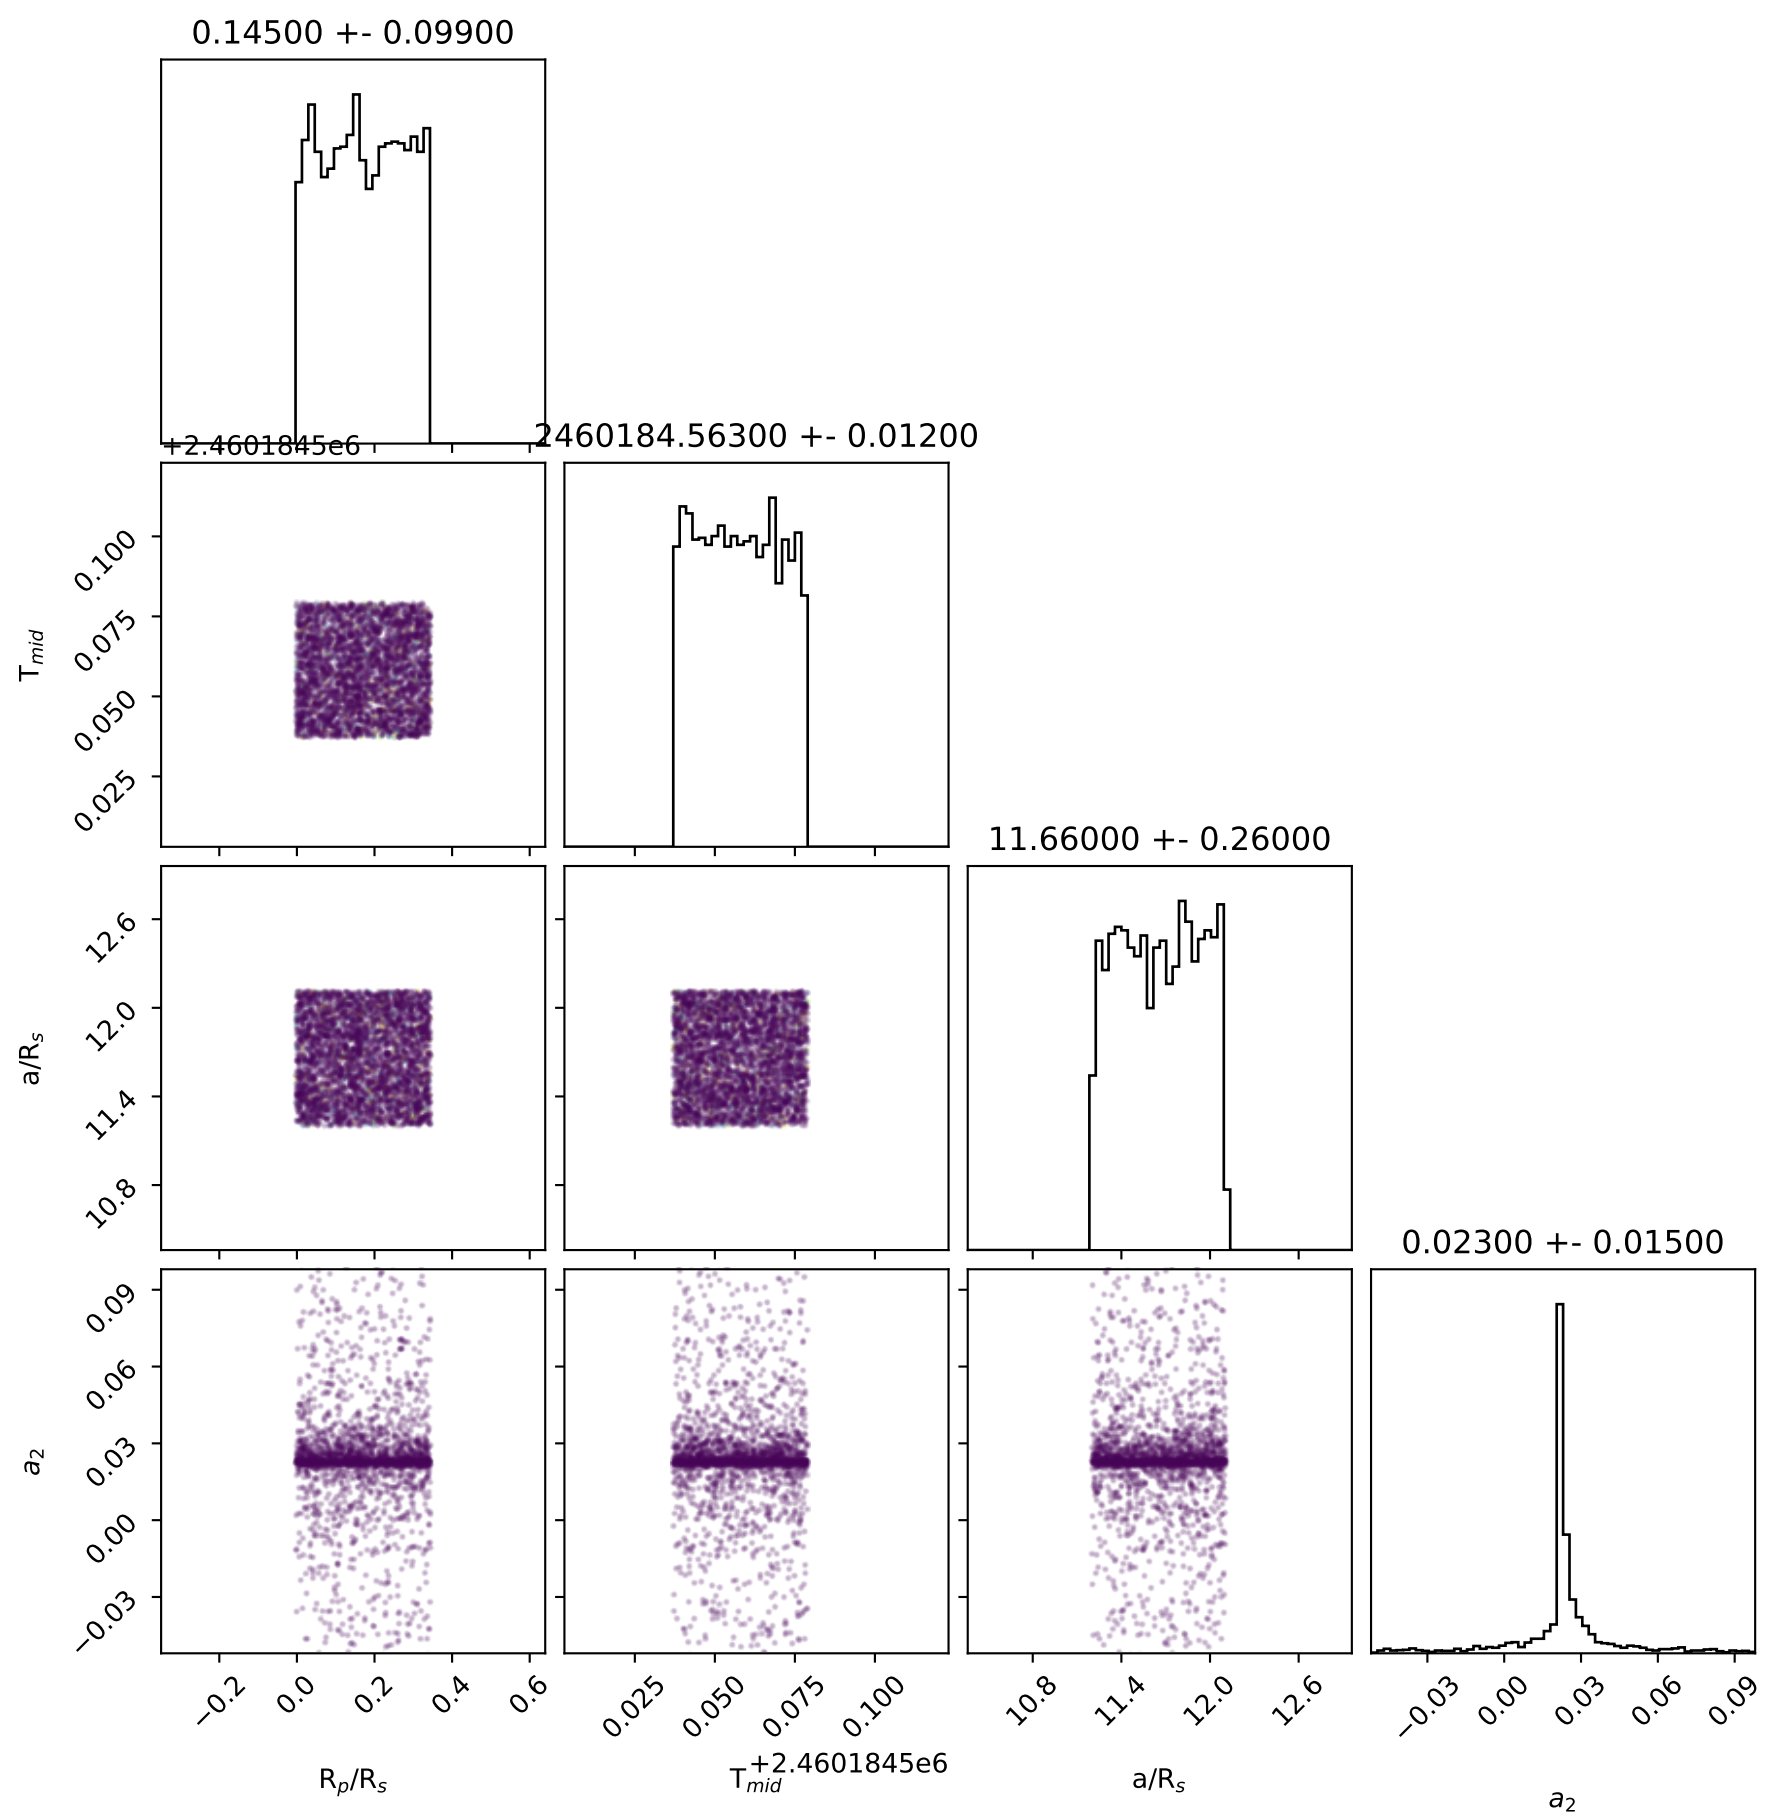 0.14500 +- 0.09900
+2.4601845e6
2460184.56300 +- 0.01200
0.100
0.075
0.050
0.025
T_mid
11.66000 +- 0.26000
12.6
12.0
11.4
10.8
a/R_s
0.02300 +- 0.01500
0.09
0.06
0.03
0.00
−0.03
a_2
−0.2 0.0 0.2 0.4 0.6
0.025 0.050 0.075 0.100
10.8 11.4 12.0 12.6
−0.03 0.00 0.03 0.06 0.09
+2.4601845e6
R_p/R_s
T_mid
a/R_s
a_2